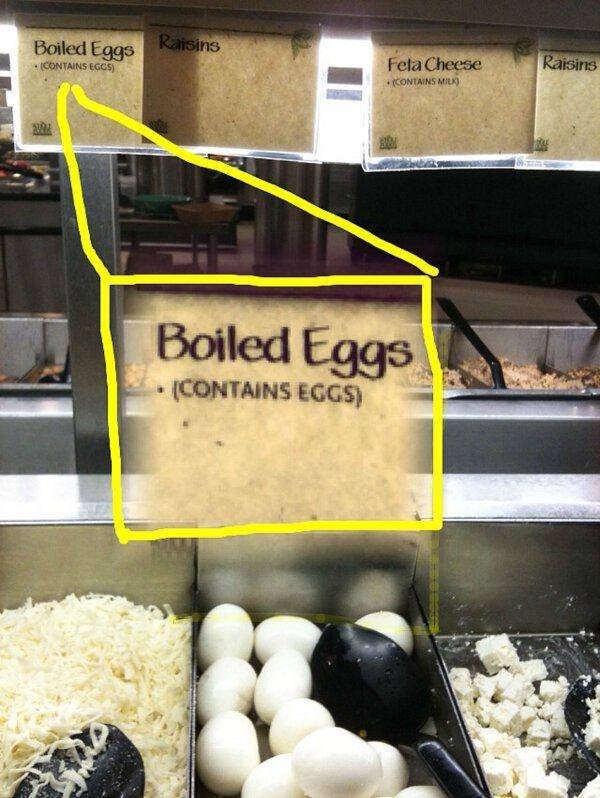 Boiled Eggs
• (CONTAINS EGGS)
Raisins
Feta Cheese
• (CONTAINS MILK)
Raisins
Boiled Eggs
• (CONTAINS EGGS)